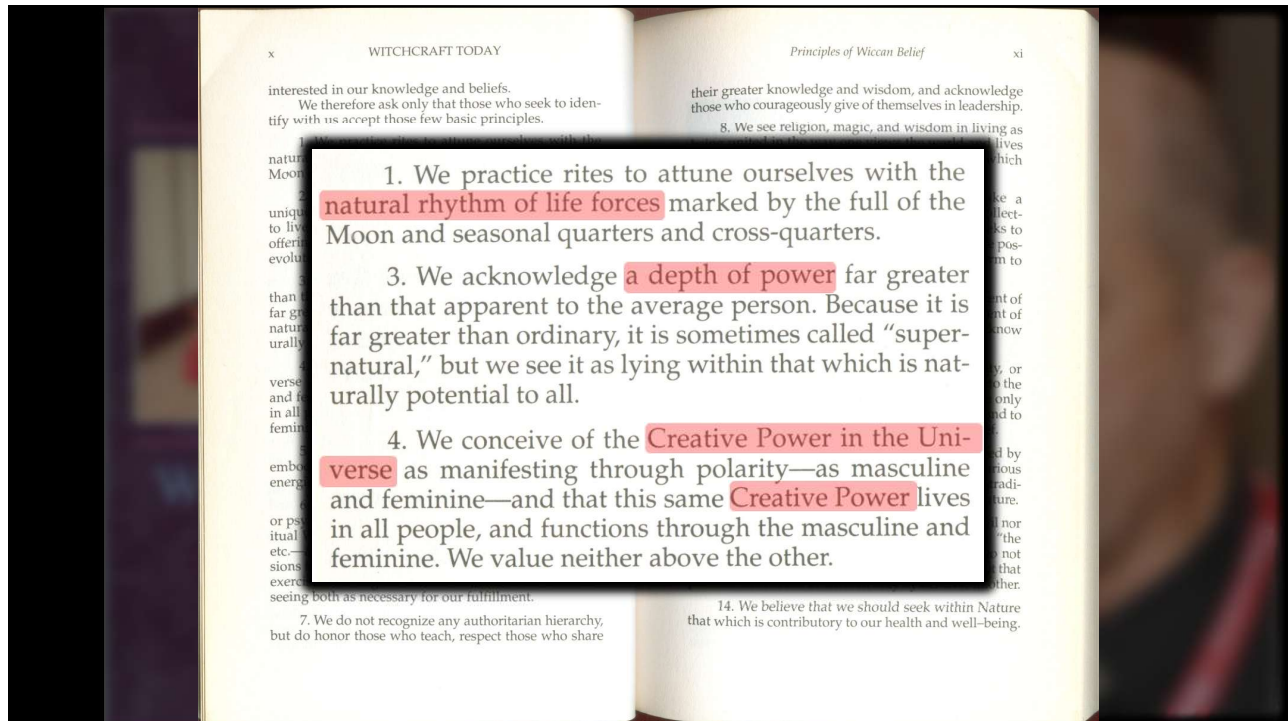 x WITCHCRAFT TODAY
interested in our knowledge and beliefs.
We therefore ask only that those who seek to iden-
tify with us accept those few basic principles.
1. We practice rites to attune ourselves with the
natural rhythm of life forces marked by the full of the
Moon and seasonal quarters and cross-quarters.
3. We acknowledge a depth of power far greater
than that apparent to the average person. Because it is
far greater than ordinary, it is sometimes called “super-
natural,” but we see it as lying within that which is nat-
urally potential to all.
4. We conceive of the Creative Power in the Uni-
verse as manifesting through polarity—as masculine
and feminine—and that this same Creative Power lives
in all people, and functions through the masculine and
feminine. We value neither above the other.
seeing both as necessary for our fulfillment.
7. We do not recognize any authoritarian hierarchy,
but do honor those who teach, respect those who share
Principles of Wiccan Belief xi
their greater knowledge and wisdom, and acknowledge
those who courageously give of themselves in leadership.
8. We see religion, magic, and wisdom in living as
lives
14. We believe that we should seek within Nature
that which is contributory to our health and well–being.